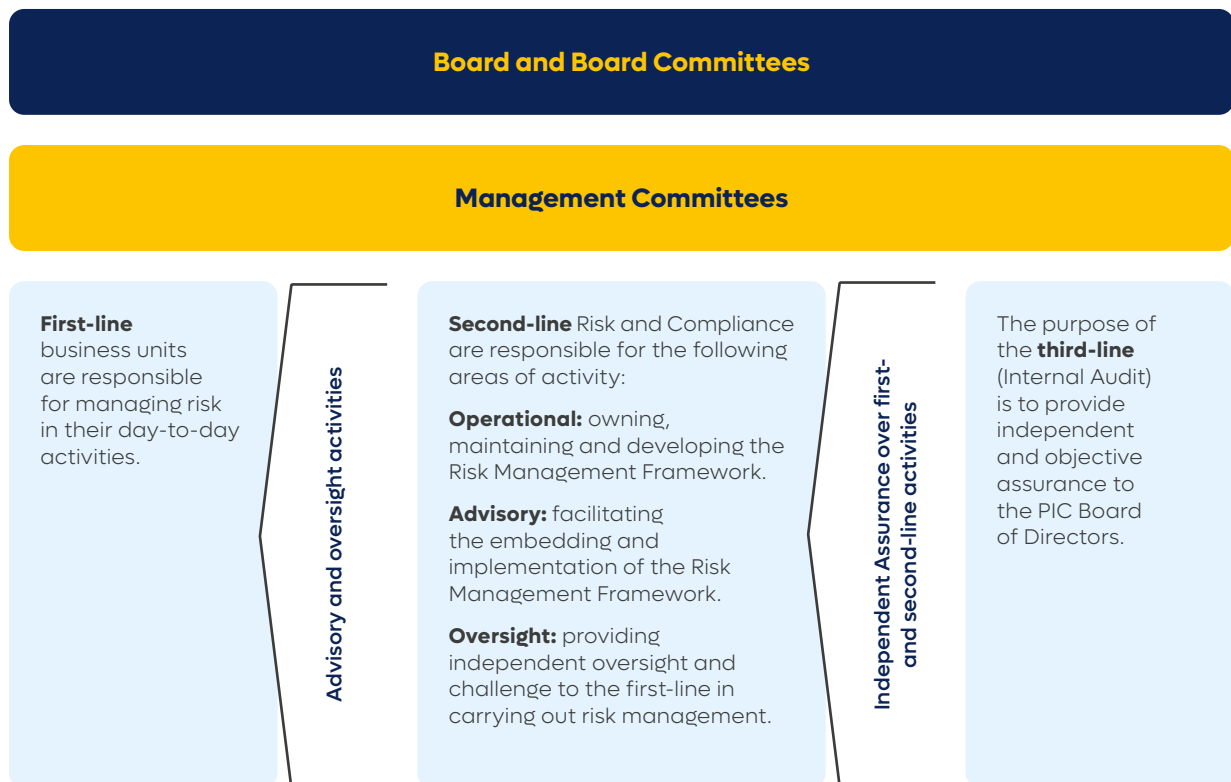 Board and Board Committees
Management Committees
First-line
business units
are responsible
for managing risk
in their day-to-day
activities.
Advisory and oversight activities
Second-line Risk and Compliance
are responsible for the following
areas of activity:
Operational: owning,
maintaining and developing the
Risk Management Framework.
Advisory: facilitating
the embedding and
implementation of the Risk
Management Framework.
Oversight: providing
independent oversight and
challenge to the first-line in
carrying out risk management.
Independent Assurance over first-
and second-line activities
The purpose of
the third-line
(Internal Audit)
is to provide
independent
and objective
assurance to
the PIC Board
of Directors.